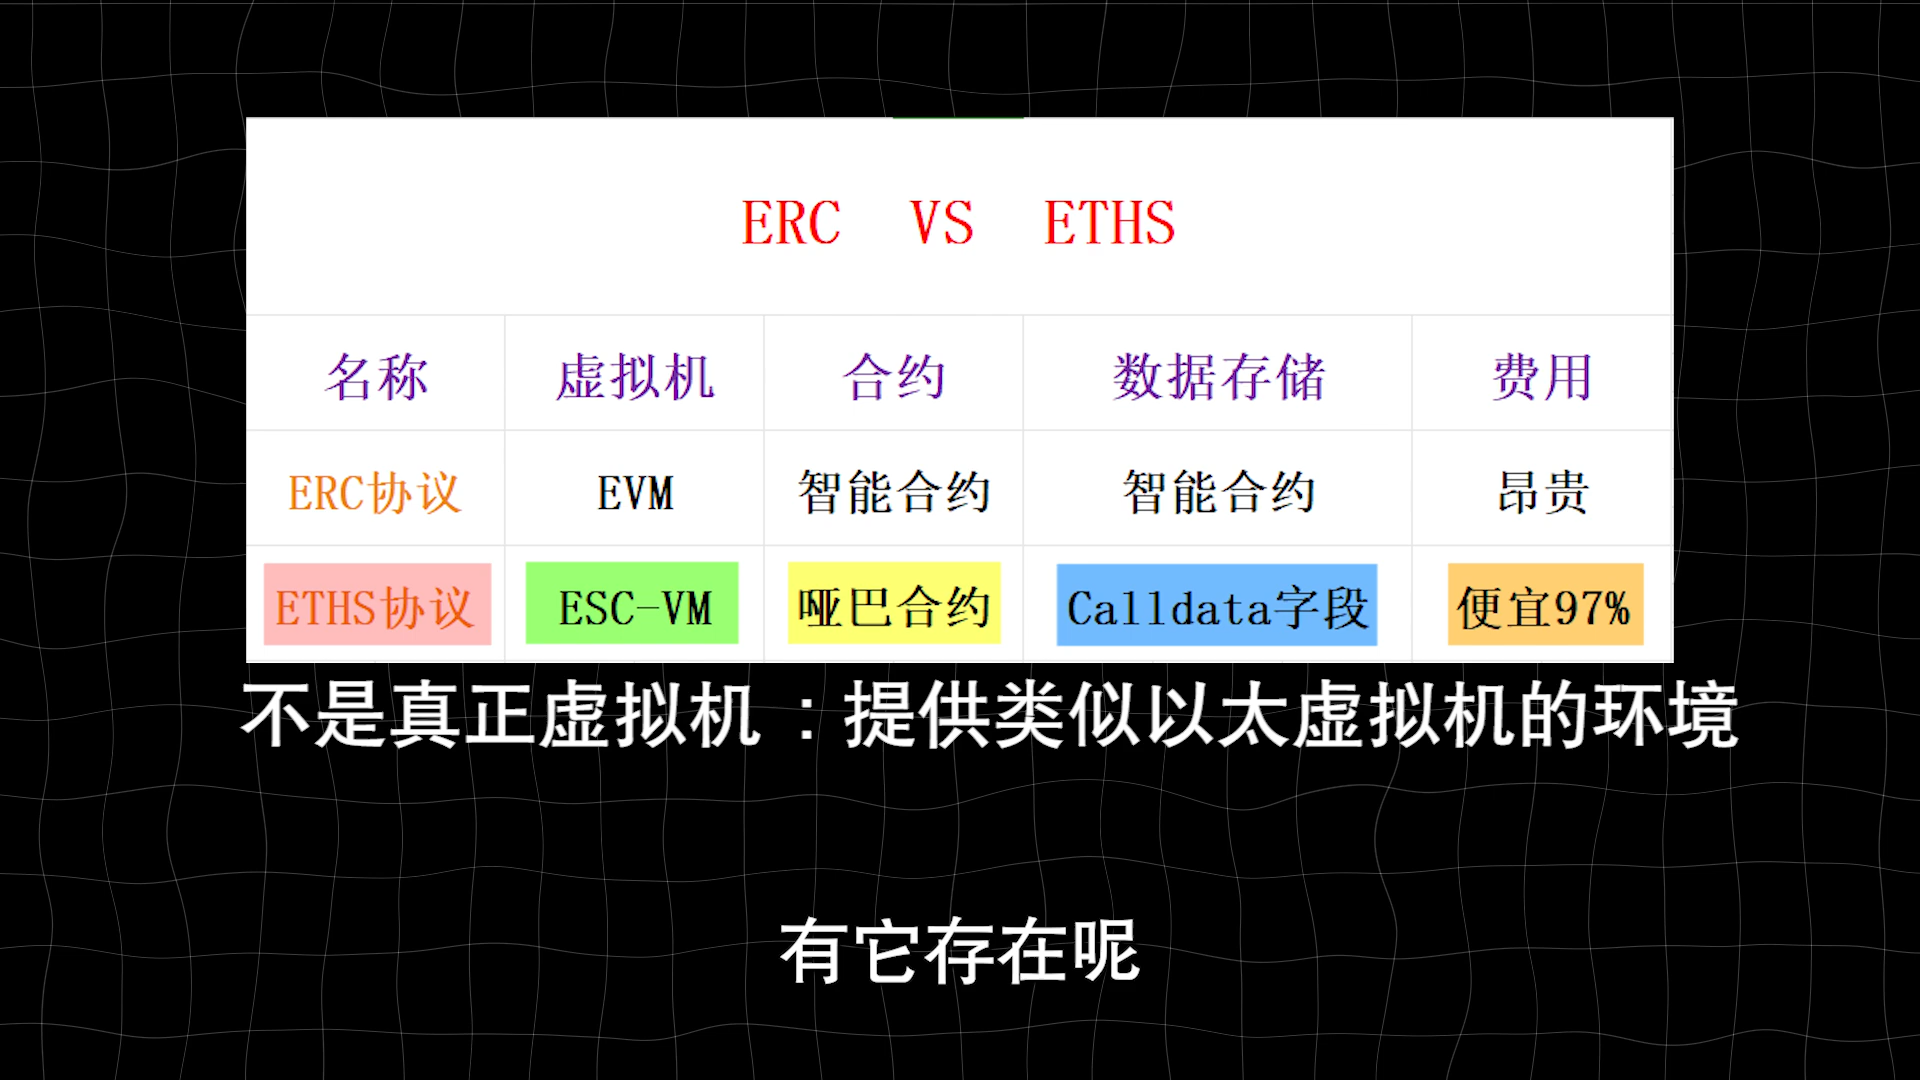 ERC VS ETHS
名称 虚拟机 合约 数据存储 费用
ERC协议 EVM 智能合约 智能合约 昂贵
ETHS协议 ESC-VM 哑巴合约 Calldata字段 便宜97%
不是真正虚拟机：提供类似以太虚拟机的环境
有它存在呢